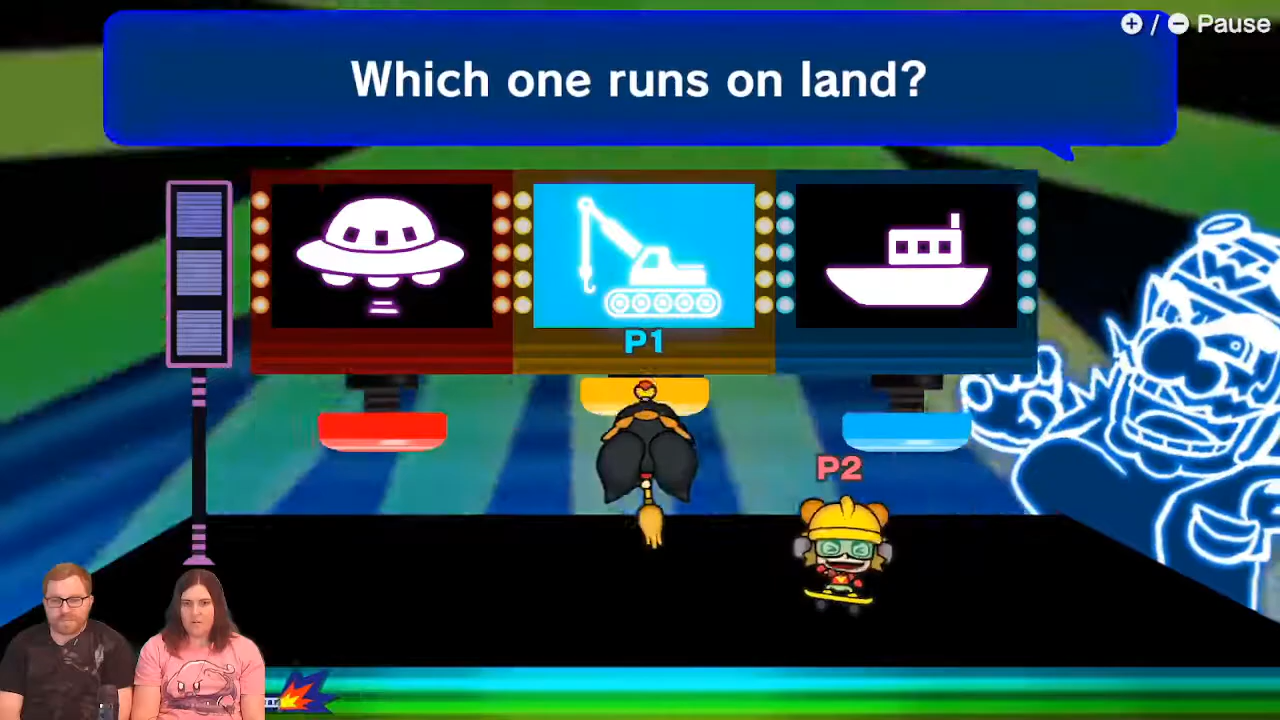 + / - Pause
Which one runs on land?
P1
P2